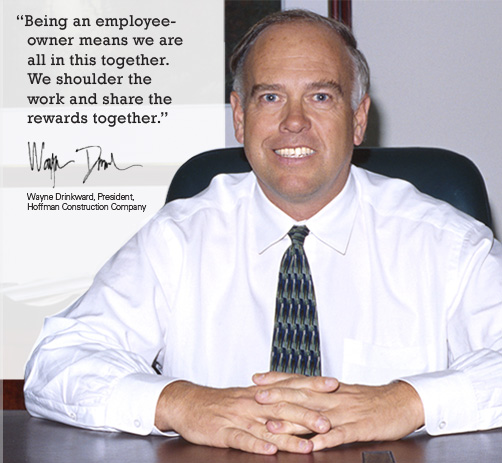 “Being an employee-
owner means we are
all in this together.
We shoulder the
work and share the
rewards together.”
Wayne Drinkward, President,
Hoffman Construction Company